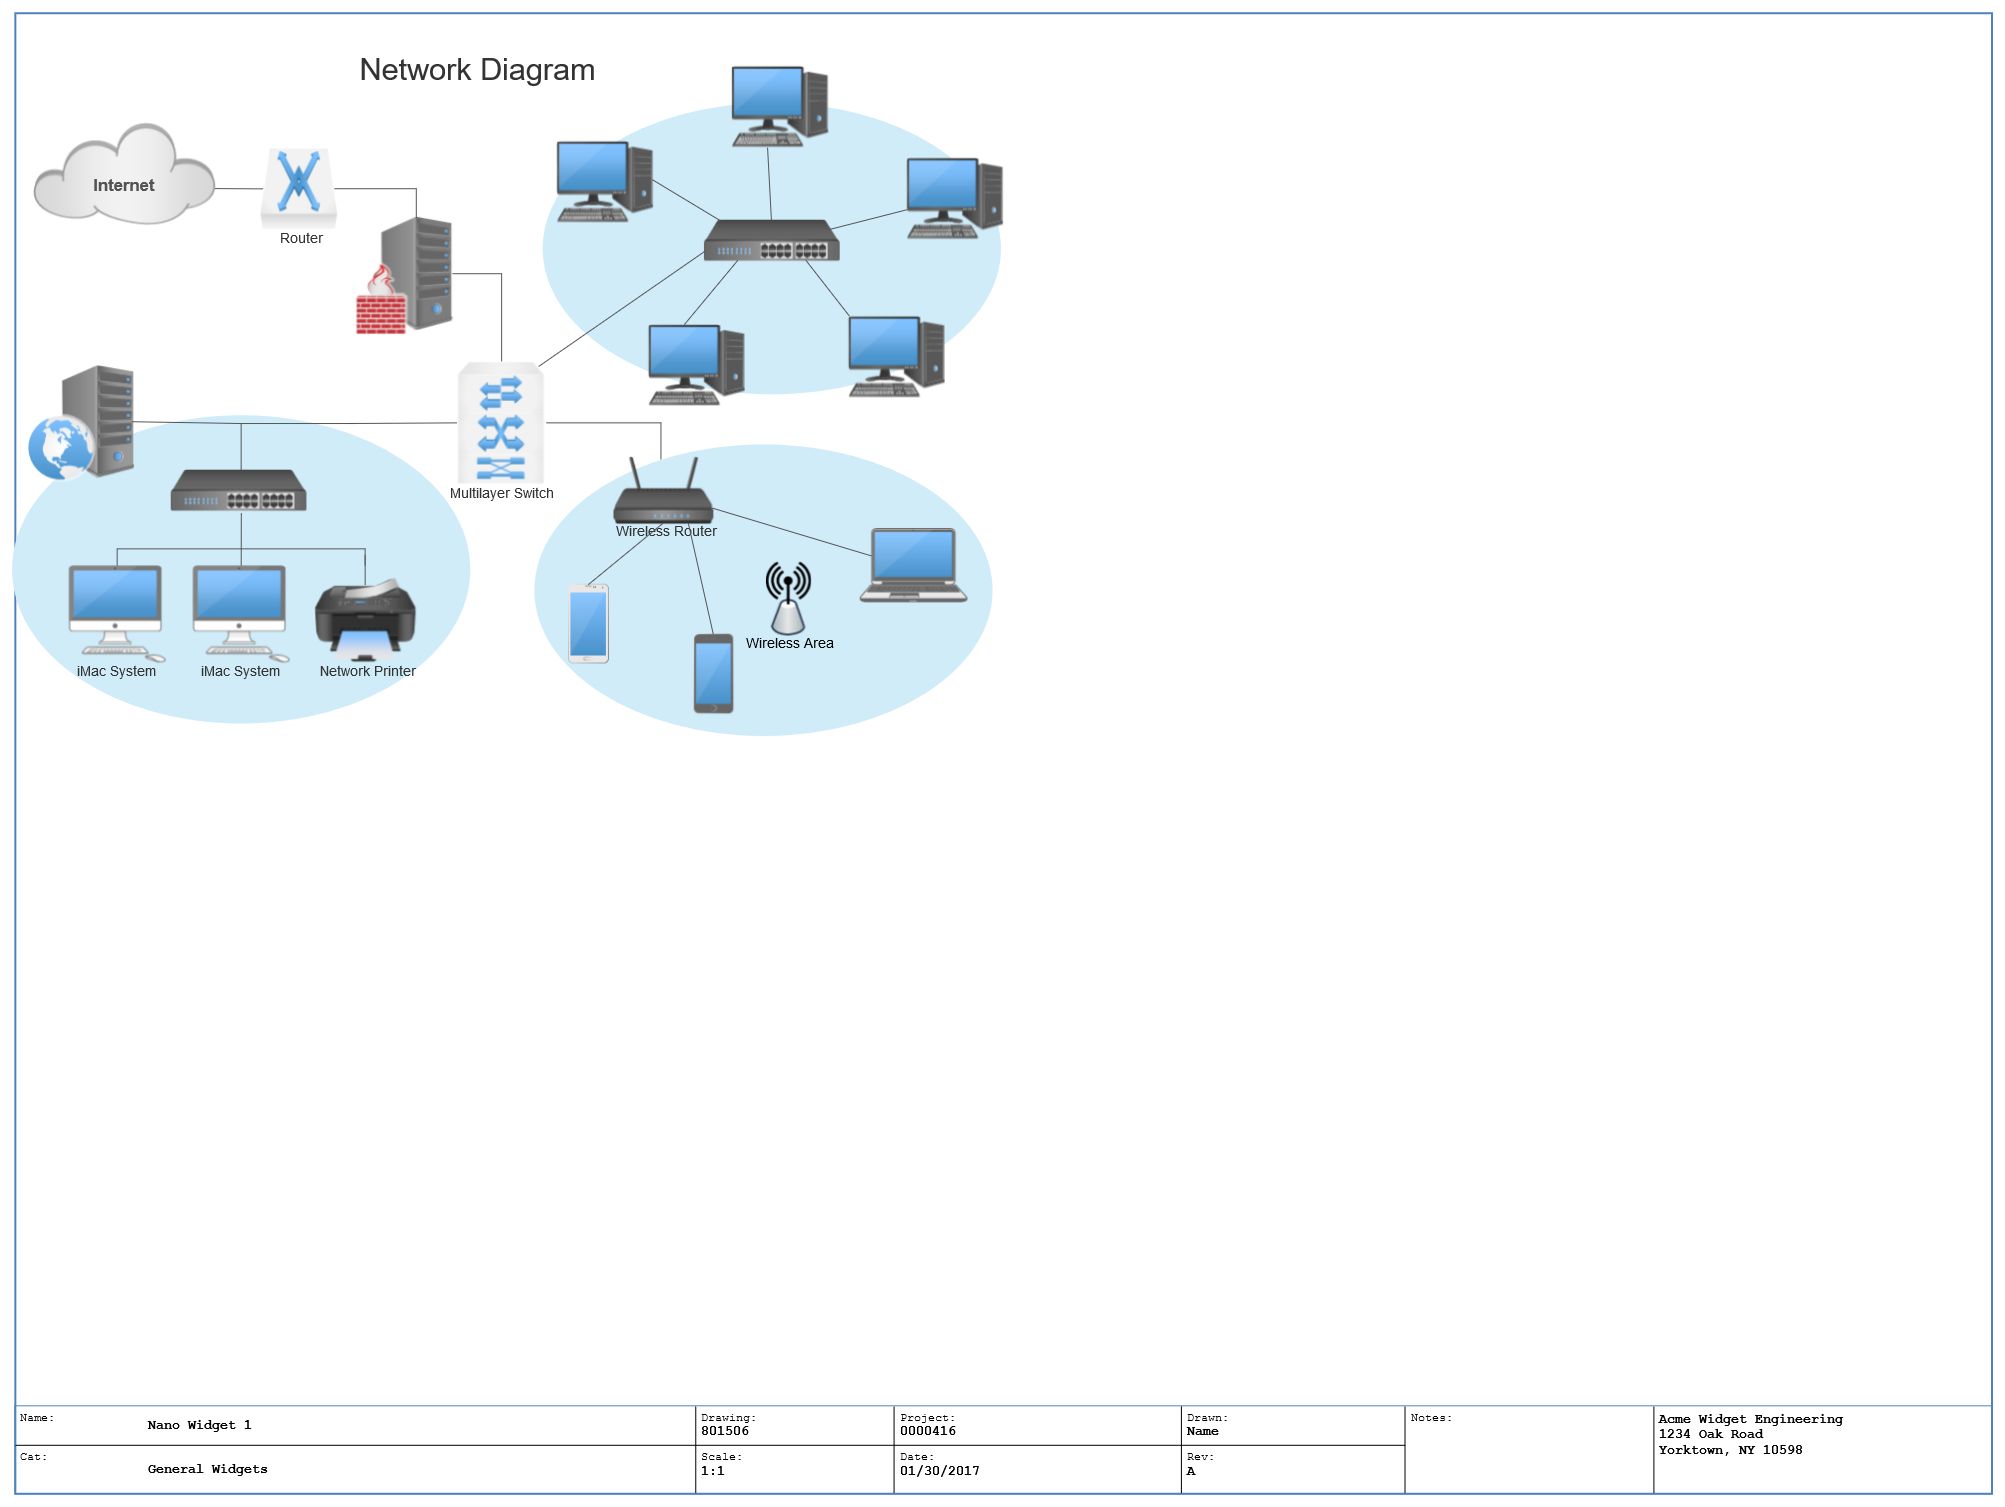 Network Diagram
Internet
Router
Multilayer Switch
Wireless Router
Wireless Area
iMac System
iMac System
Network Printer
Name:
Nano Widget 1
Cat:
General Widgets
Drawing:
801506
Scale:
1:1
Project:
0000416
Date:
01/30/2017
Drawn:
Name
Rev:
A
Notes:
Acme Widget Engineering
1234 Oak Road
Yorktown, NY 10598